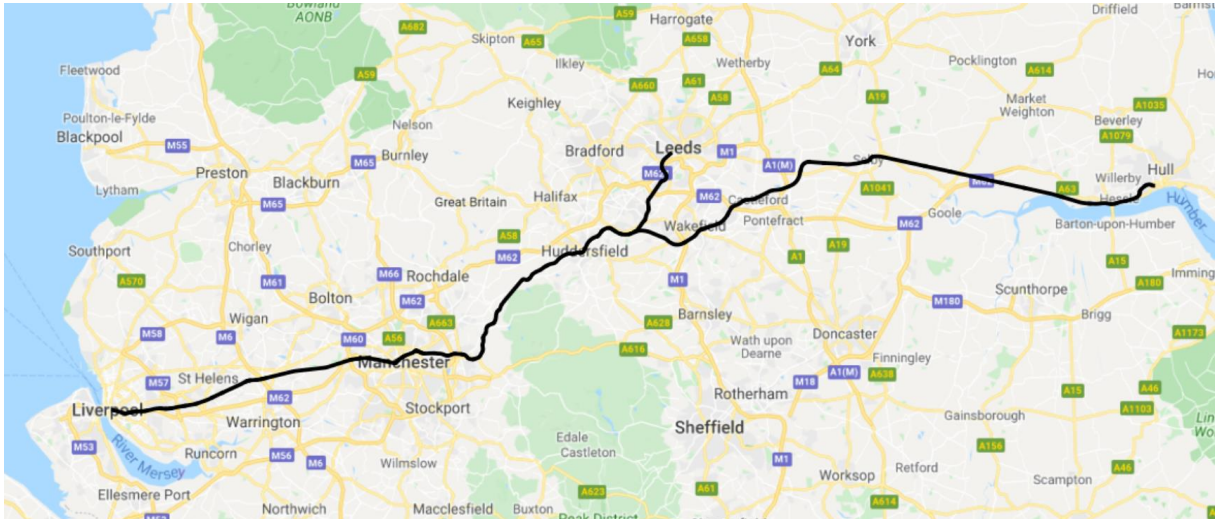 Bowland
AONB
A682
A59
Harrogate
Driffield
Skipton
A65
A658
York
Ilkley
Wetherby
A64
Pocklington
A614
Fleetwood
A59
A660
A61
A58
A19
Market
Weighton
A1035
Keighley
Poulton-le-Fylde
Blackpool
M55
Nelson
Beverley
A1079
Burnley
M65
Bradford
Leeds
M1
A1(M)
Selby
Preston
Blackburn
M62
M62
A63
Willerby
Hull
Lytham
M65
Great Britain
Halifax
M62
Castleford
A1041
Hessle
Humber
Goole
Pontefract
Wakefield
M62
Barton-upon-Humber
Southport
Chorley
A58
M62
Huddersfield
A19
A1
A15
Imming
A570
M61
M66
Rochdale
M1
A180
M62
Scunthorpe
M180
Bolton
Barnsley
Brigg
Wigan
A663
A628
M58
M6
M60
A56
A616
Wath upon
Dearne
Doncaster
A1173
Manchester
Finningley
M57
St Helens
A1(M)
A638
M18
Rotherham
A15
A46
M62
Liverpool
Stockport
A1103
Gainsborough
Warrington
Sheffield
Edale
Castleton
A156
M53
River Mersey
Runcorn
M56
M6
Wilmslow
M1
Retford
A46
Worksop
Scampton
Ellesmere Port
A623
A61
A614
Northwich
Macclesfield
Buxton
Peak District